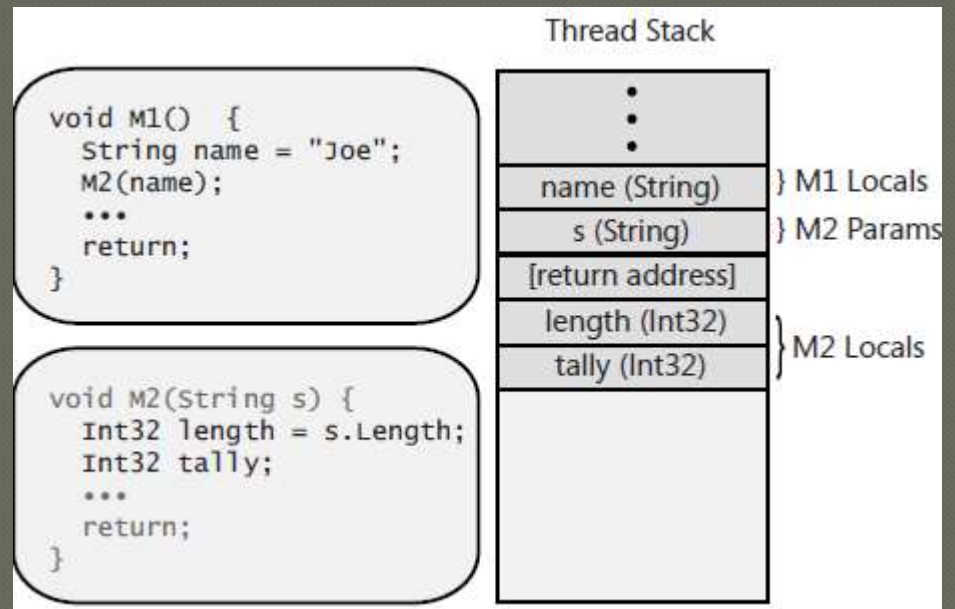 Thread Stack
void M1() {
String name = "Joe";
M2(name);
•••
return;
}
void M2(String s) {
Int32 length = s.Length;
Int32 tally;
•••
return;
}
•
•
•
name (String)
} M1 Locals
s (String)
} M2 Params
[return address]
length (Int32)
tally (Int32)
} M2 Locals